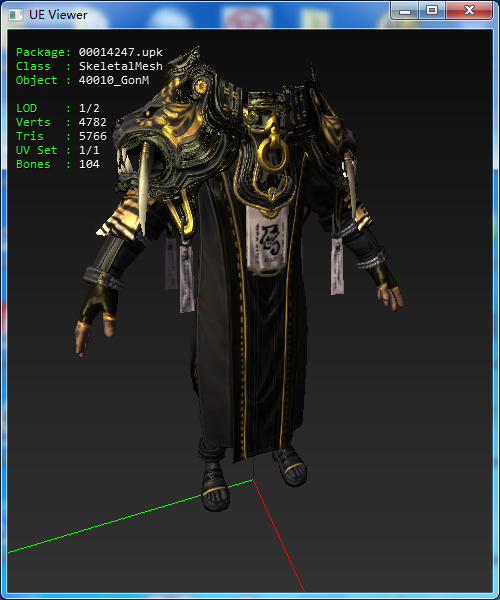 UE Viewer
Package: 00014247.upk
Class  : SkeletalMesh
Object : 40010_GonM
LOD    : 1/2
Verts  : 4782
Tris   : 5766
UV Set : 1/1
Bones  : 104